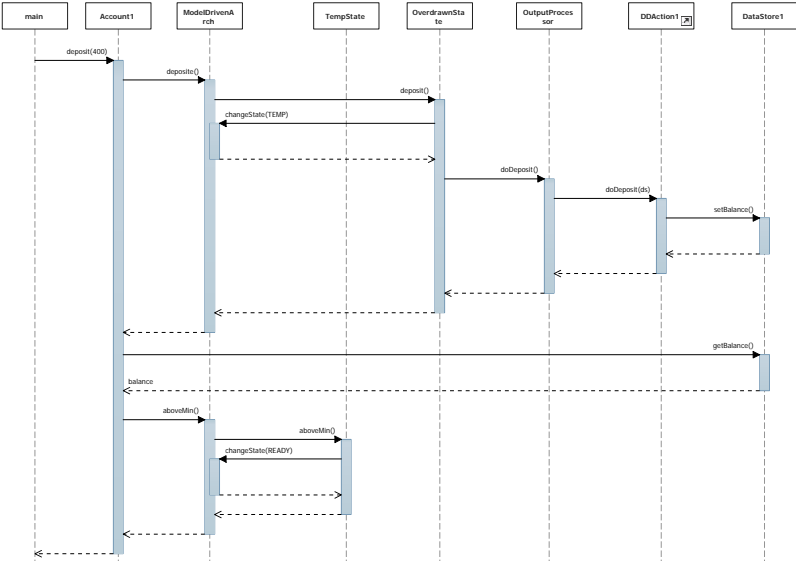 main
Account1
ModelDrivenA
rch
TempState
OverdrawnSta
te
OutputProces
sor
DDAction1
DataStore1
deposit(400)
deposite()
deposit()
changeState(TEMP)
doDeposit()
doDeposit(ds)
setBalance()
getBalance()
balance
aboveMin()
aboveMin()
changeState(READY)